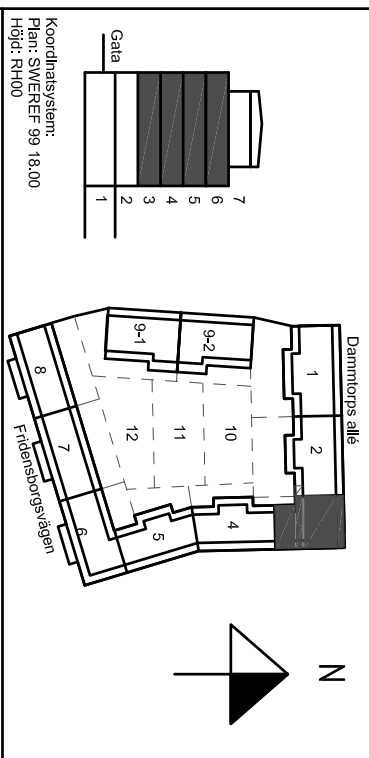 Gata
1
2
3
4
5
6
7
Koordinatsystem:
Plan: SWEREF 99 18.00
Höjd: RH00
Dammtorps allé
1
2
9-1
9-2
10
11
12
4
5
6
7
8
Fridensborgsvägen
N